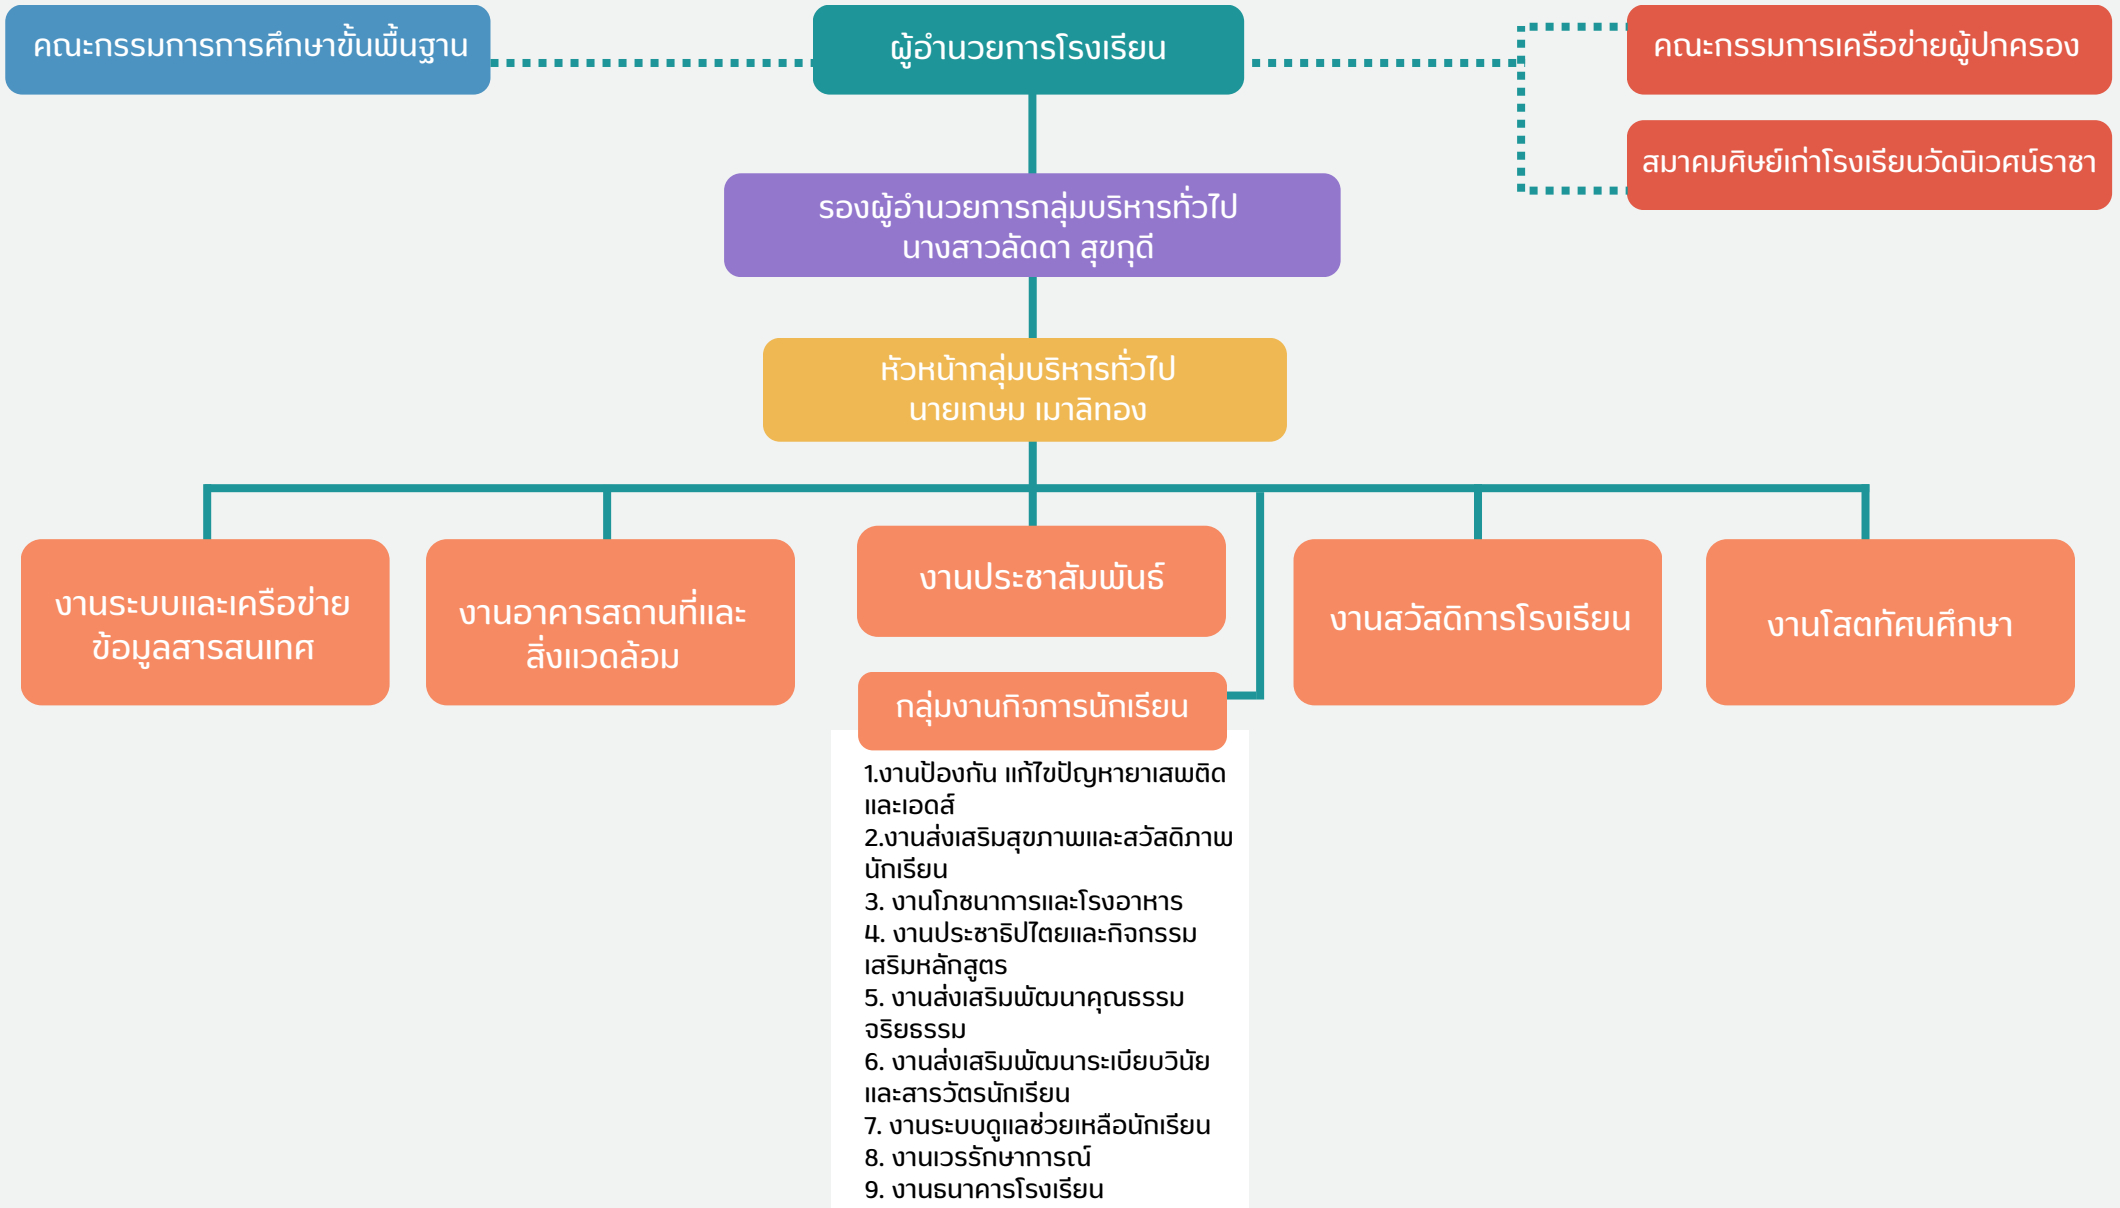 คณะกรรมการการศึกษาขั้นพื้นฐาน
ผู้อำนวยการโรงเรียน
คณะกรรมการเครือข่ายผู้ปกครอง
สมาคมศิษย์เก่าโรงเรียนวัดนิเวศน์ราชา
รองผู้อำนวยการกลุ่มบริหารทั่วไป
นางสาวลัดดา สุขกุดี
หัวหน้ากลุ่มบริหารทั่วไป
นายเกษม เมาลิทอง
งานระบบและเครือข่าย
ข้อมูลสารสนเทศ
งานอาคารสถานที่และ
สิ่งแวดล้อม
งานประชาสัมพันธ์
งานสวัสดิการโรงเรียน
งานโสตทัศนศึกษา
กลุ่มงานกิจการนักเรียน
1.งานป้องกัน แก้ไขปัญหายาเสพติด
และเอดส์
2.งานส่งเสริมสุขภาพและสวัสดิภาพ
นักเรียน
3. งานโภชนาการและโรงอาหาร
4. งานประชาธิปไตยและกิจกรรม
เสริมหลักสูตร
5. งานส่งเสริมพัฒนาคุณธรรม
จริยธรรม
6. งานส่งเสริมพัฒนาระเบียบวินัย
และสารวัตรนักเรียน
7. งานระบบดูแลช่วยเหลือนักเรียน
8. งานเวรรักษาการณ์
9. งานธนาคารโรงเรียน